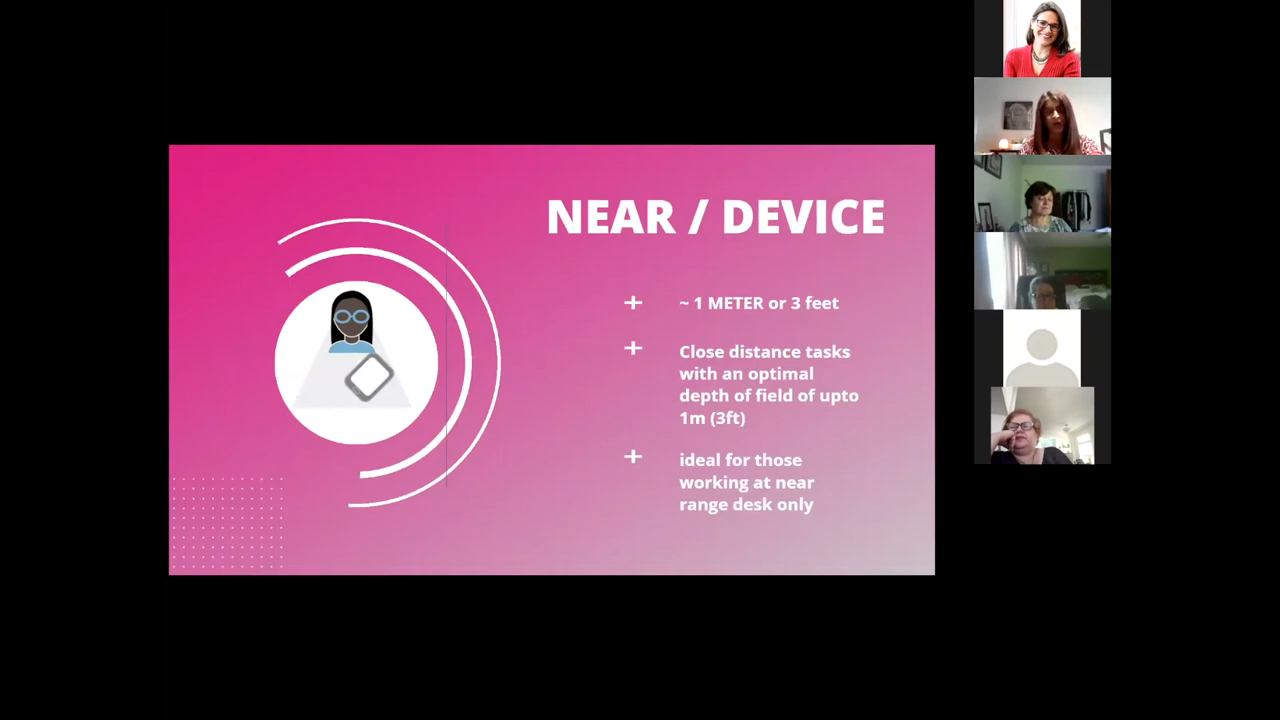 NEAR / DEVICE
~ 1 METER or 3 feet
Close distance tasks
with an optimal
depth of field of upto
1m (3ft)
ideal for those
working at near
range desk only